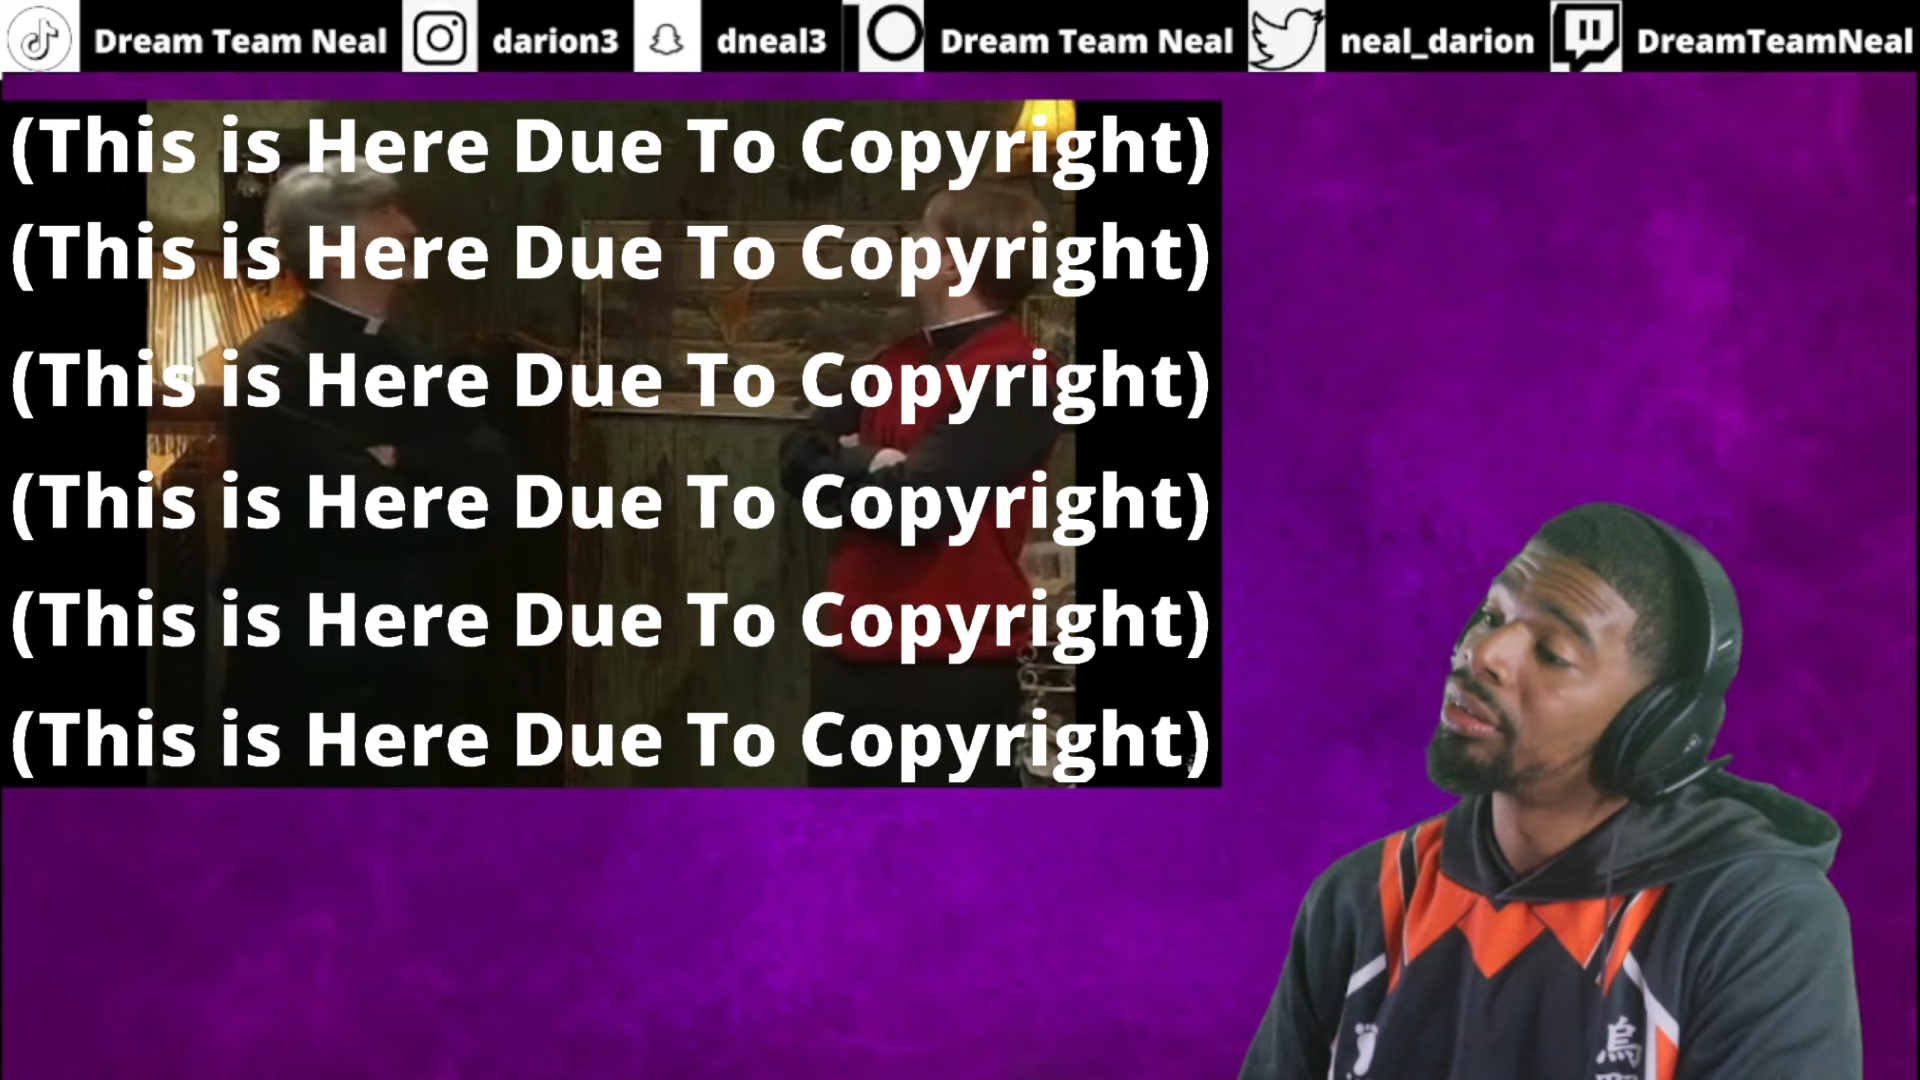 Dream Team Neal darion3 dneal3 Dream Team Neal neal_darion DreamTeamNeal
(This is Here Due To Copyright)
(This is Here Due To Copyright)
(This is Here Due To Copyright)
(This is Here Due To Copyright)
(This is Here Due To Copyright)
(This is Here Due To Copyright)
烏